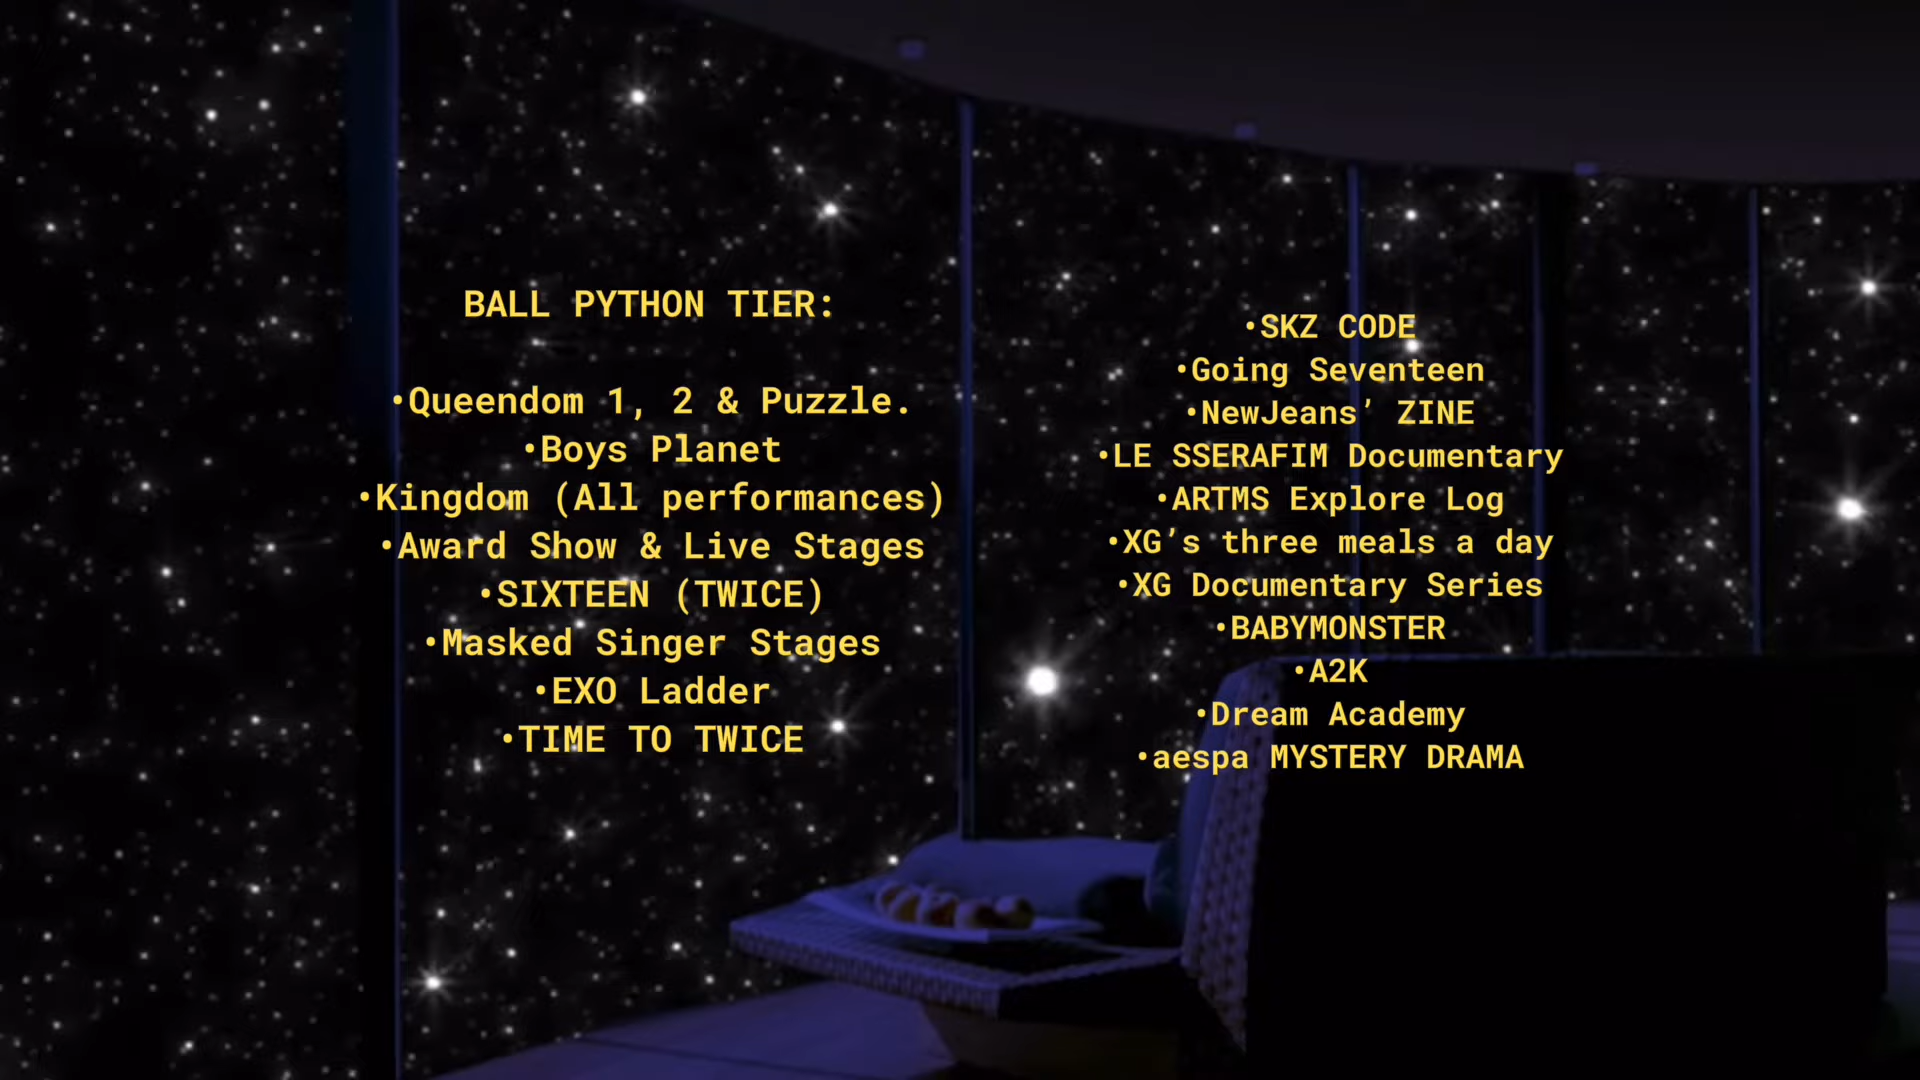 BALL PYTHON TIER:
•Queendom 1, 2 & Puzzle.
•Boys Planet
•Kingdom (All performances)
•Award Show & Live Stages
•SIXTEEN (TWICE)
•Masked Singer Stages
•EXO Ladder
•TIME TO TWICE
•SKZ CODE
•Going Seventeen
•NewJeans’ ZINE
•LE SSERAFIM Documentary
•ARTMS Explore Log
•XG’s three meals a day
•XG Documentary Series
•BABYMONSTER
•A2K
•Dream Academy
•aespa MYSTERY DRAMA